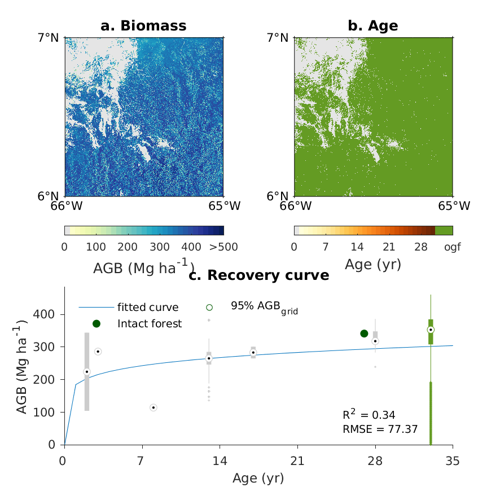 a. Biomass
b. Age
7°N
6°N
66°W
65°W
7°N
6°N
66°W
65°W
0 100 200 300 400 >500
AGB (Mg ha⁻¹)
0 7 14 21 28 ogf
Age (yr)
c. Recovery curve
fitted curve
95% AGB_grid
Intact forest
AGB (Mg ha⁻¹)
400
300
200
100
0
R² = 0.34
RMSE = 77.37
0 7 14 21 28 35
Age (yr)